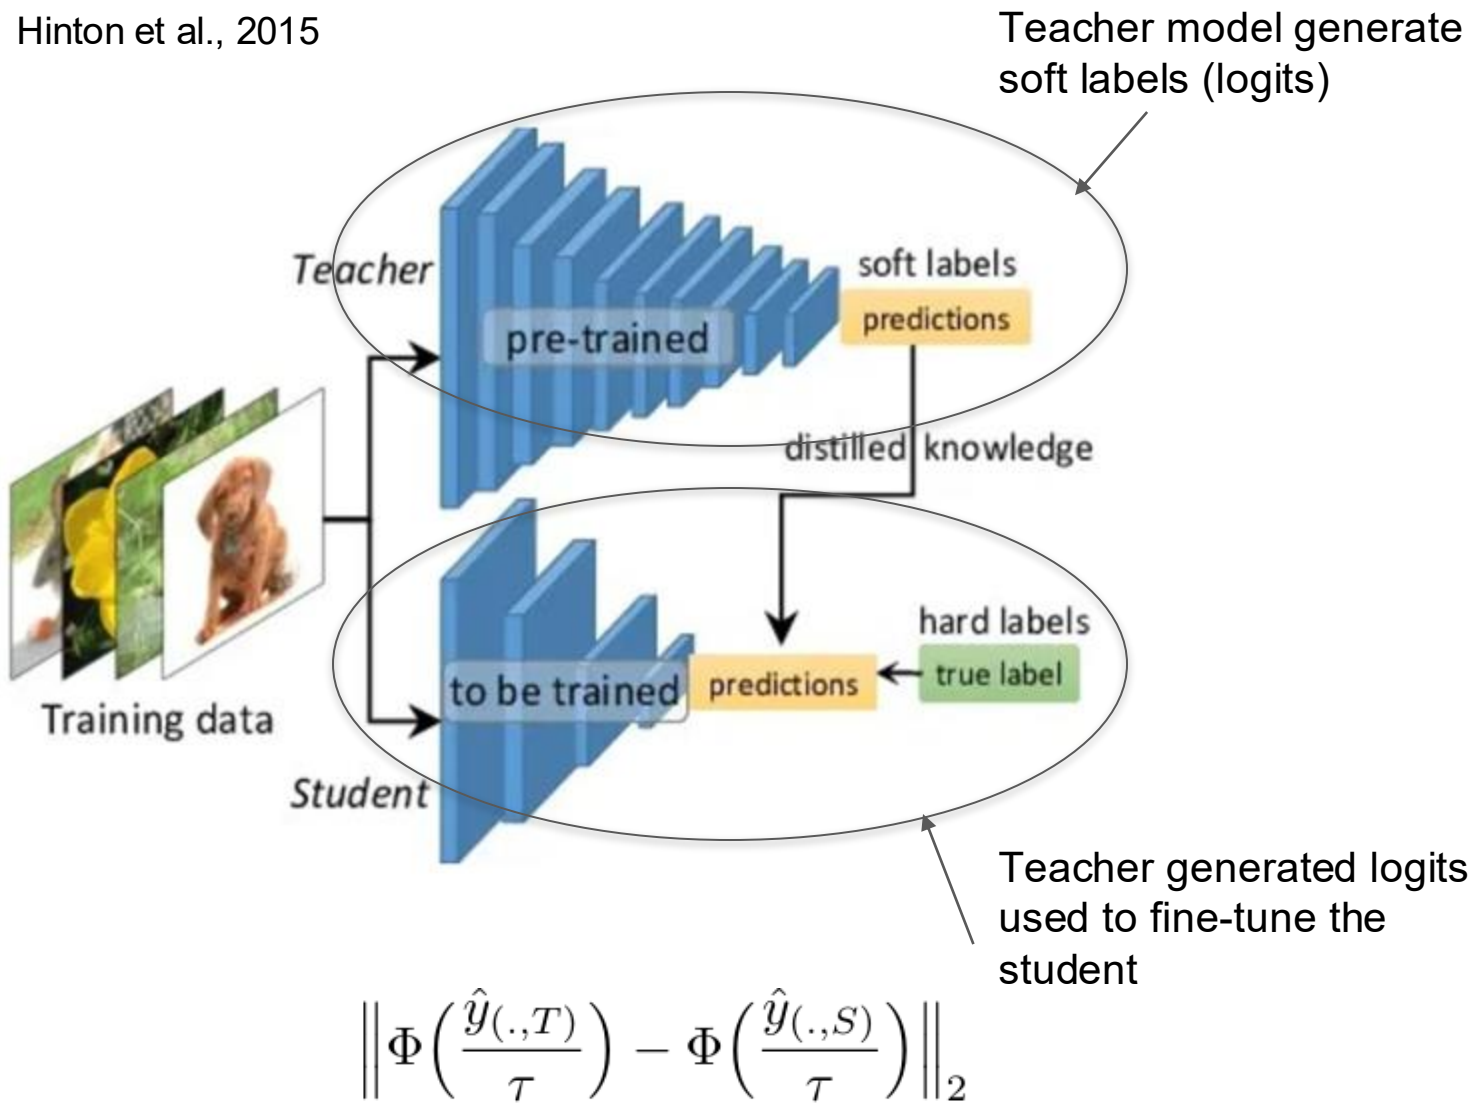 Hinton et al., 2015
Teacher model generate
soft labels (logits)
Teacher
soft labels
pre-trained
predictions
distilled knowledge
Training data
hard labels
to be trained
predictions
true label
Student
Teacher generated logits
used to fine-tune the
student
‖Φ(ŷ(.,T)/τ) − Φ(ŷ(.,S)/τ)‖₂